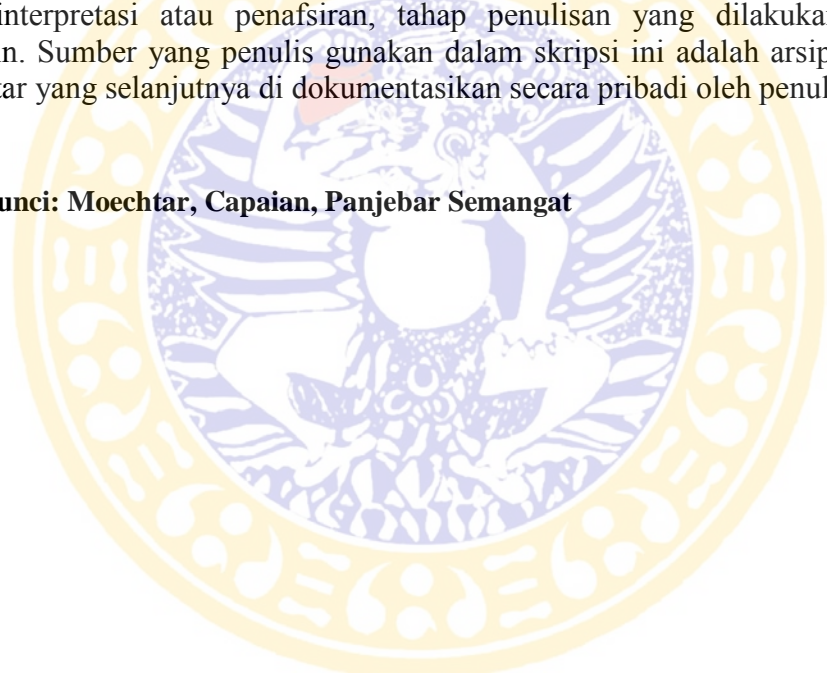 interpretasi atau penafsiran, tahap penulisan yang dilakuka
n. Sumber yang penulis gunakan dalam skripsi ini adalah arsip
tar yang selanjutnya di dokumentasikan secara pribadi oleh penul
unci: Moechtar, Capaian, Panjebar Semangat